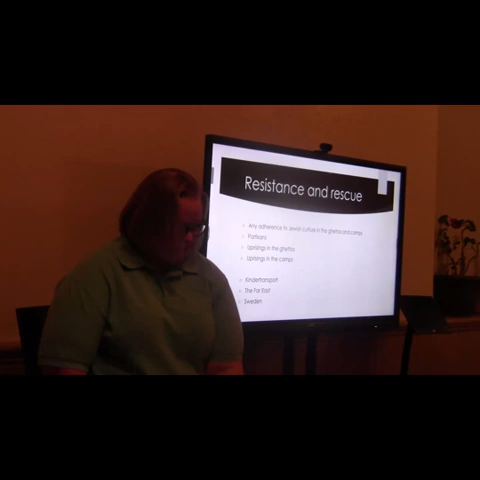 Resistance and rescue
Any adherence to Jewish culture in the ghettos and camps
Partisans
Uprisings in the ghettos
Uprisings in the camps
Kindertransport
The Far East
Sweden